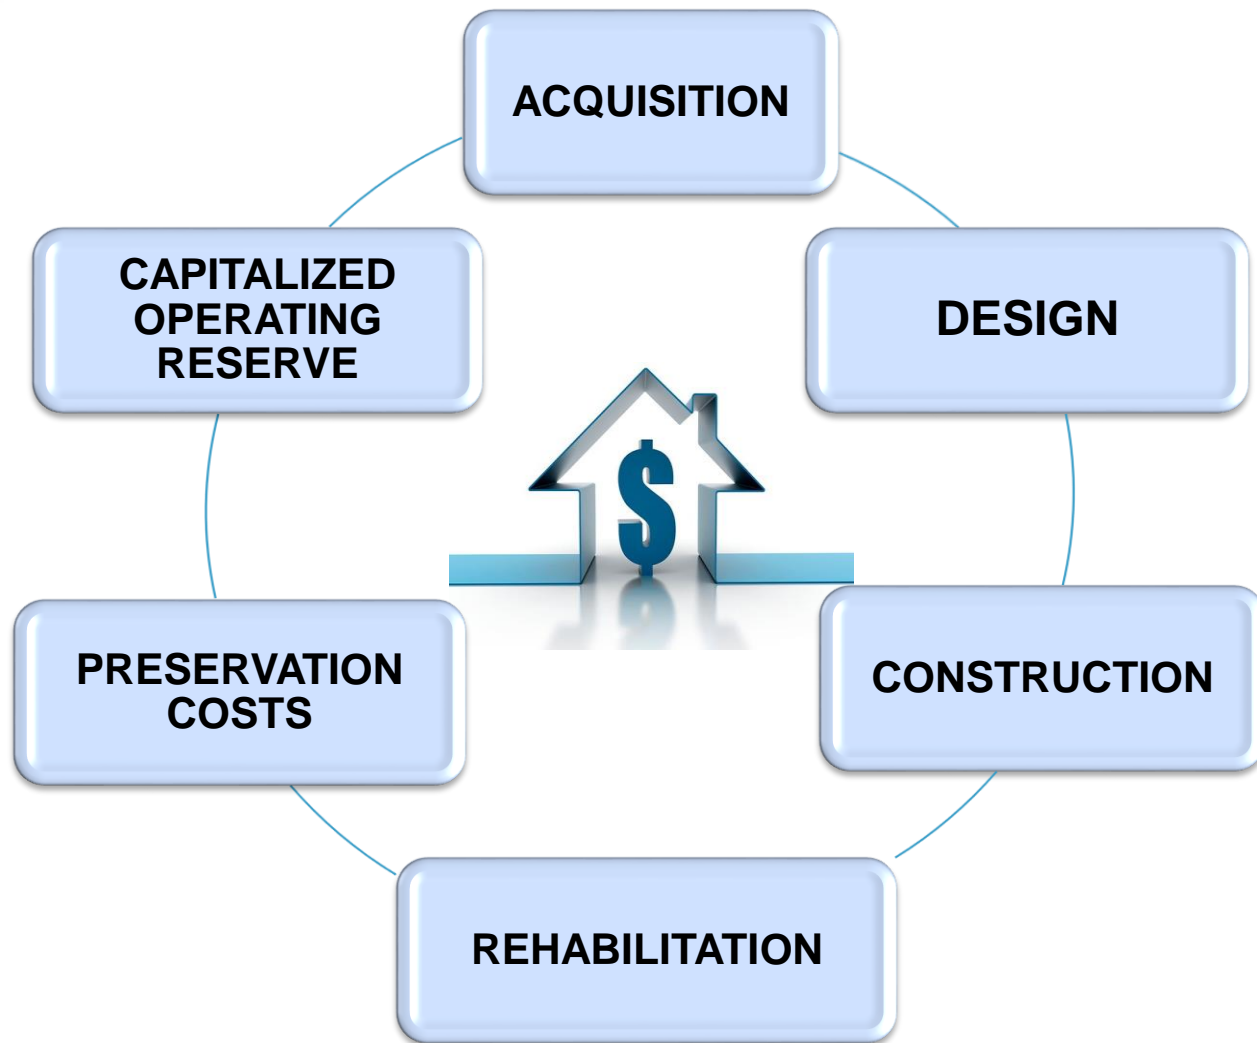 ACQUISITION
DESIGN
CONSTRUCTION
REHABILITATION
PRESERVATION
COSTS
CAPITALIZED
OPERATING
RESERVE
$